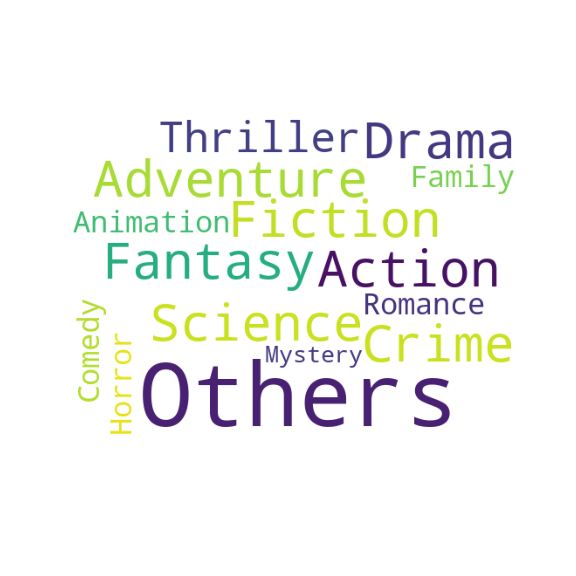 Thriller
Drama
Adventure
Family
Animation
Fiction
Fantasy
Action
Romance
Science
Crime
Mystery
Comedy
Horror
Others